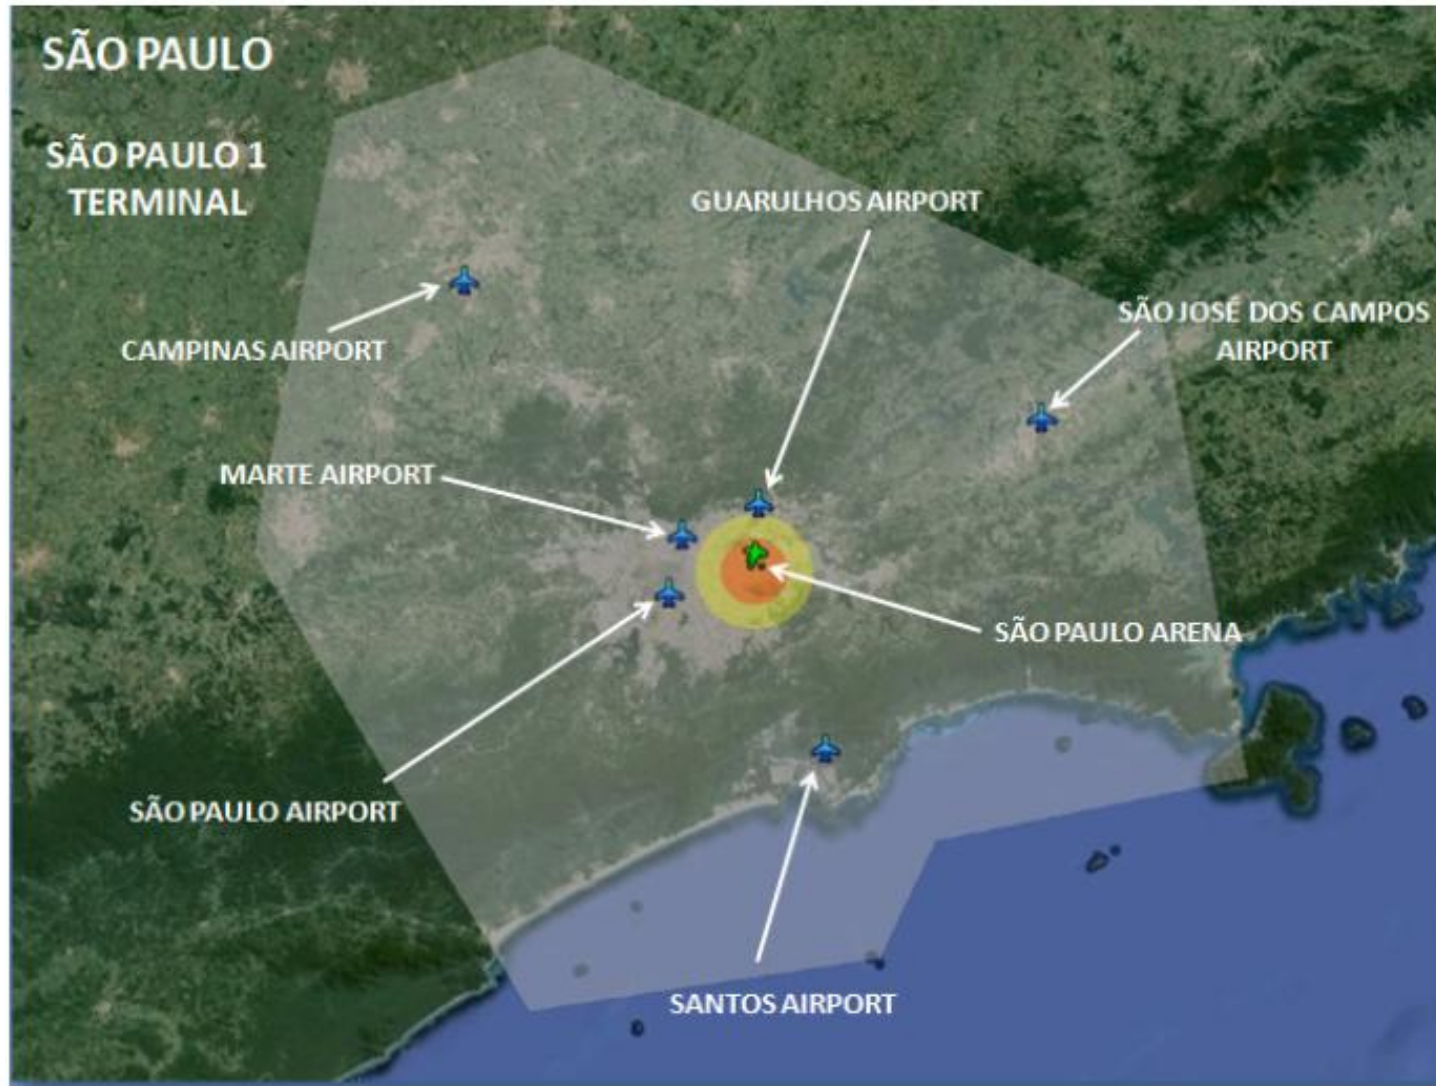 SÃO PAULO
SÃO PAULO 1
TERMINAL
GUARULHOS AIRPORT
SÃO JOSÉ DOS CAMPOS
AIRPORT
CAMPINAS AIRPORT
MARTE AIRPORT
SÃO PAULO ARENA
SÃO PAULO AIRPORT
SANTOS AIRPORT